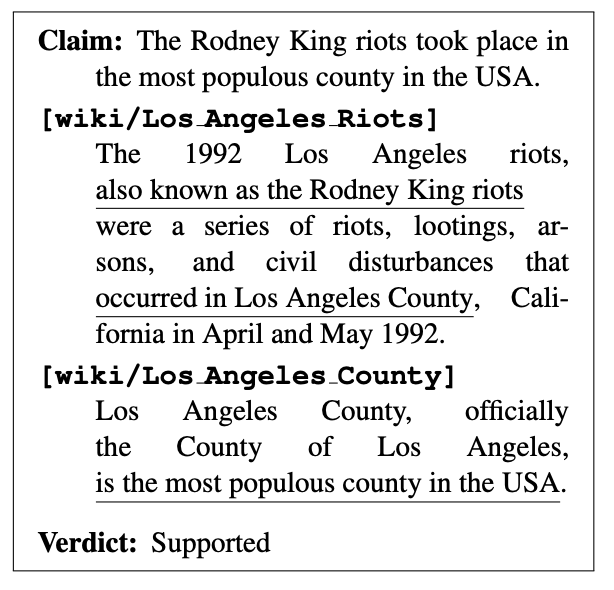 Claim: The Rodney King riots took place in
the most populous county in the USA.
[wiki/Los_Angeles_Riots]
The 1992 Los Angeles riots,
also known as the Rodney King riots
were a series of riots, lootings, ar-
sons, and civil disturbances that
occurred in Los Angeles County, Cali-
fornia in April and May 1992.
[wiki/Los_Angeles_County]
Los Angeles County, officially
the County of Los Angeles,
is the most populous county in the USA.
Verdict: Supported